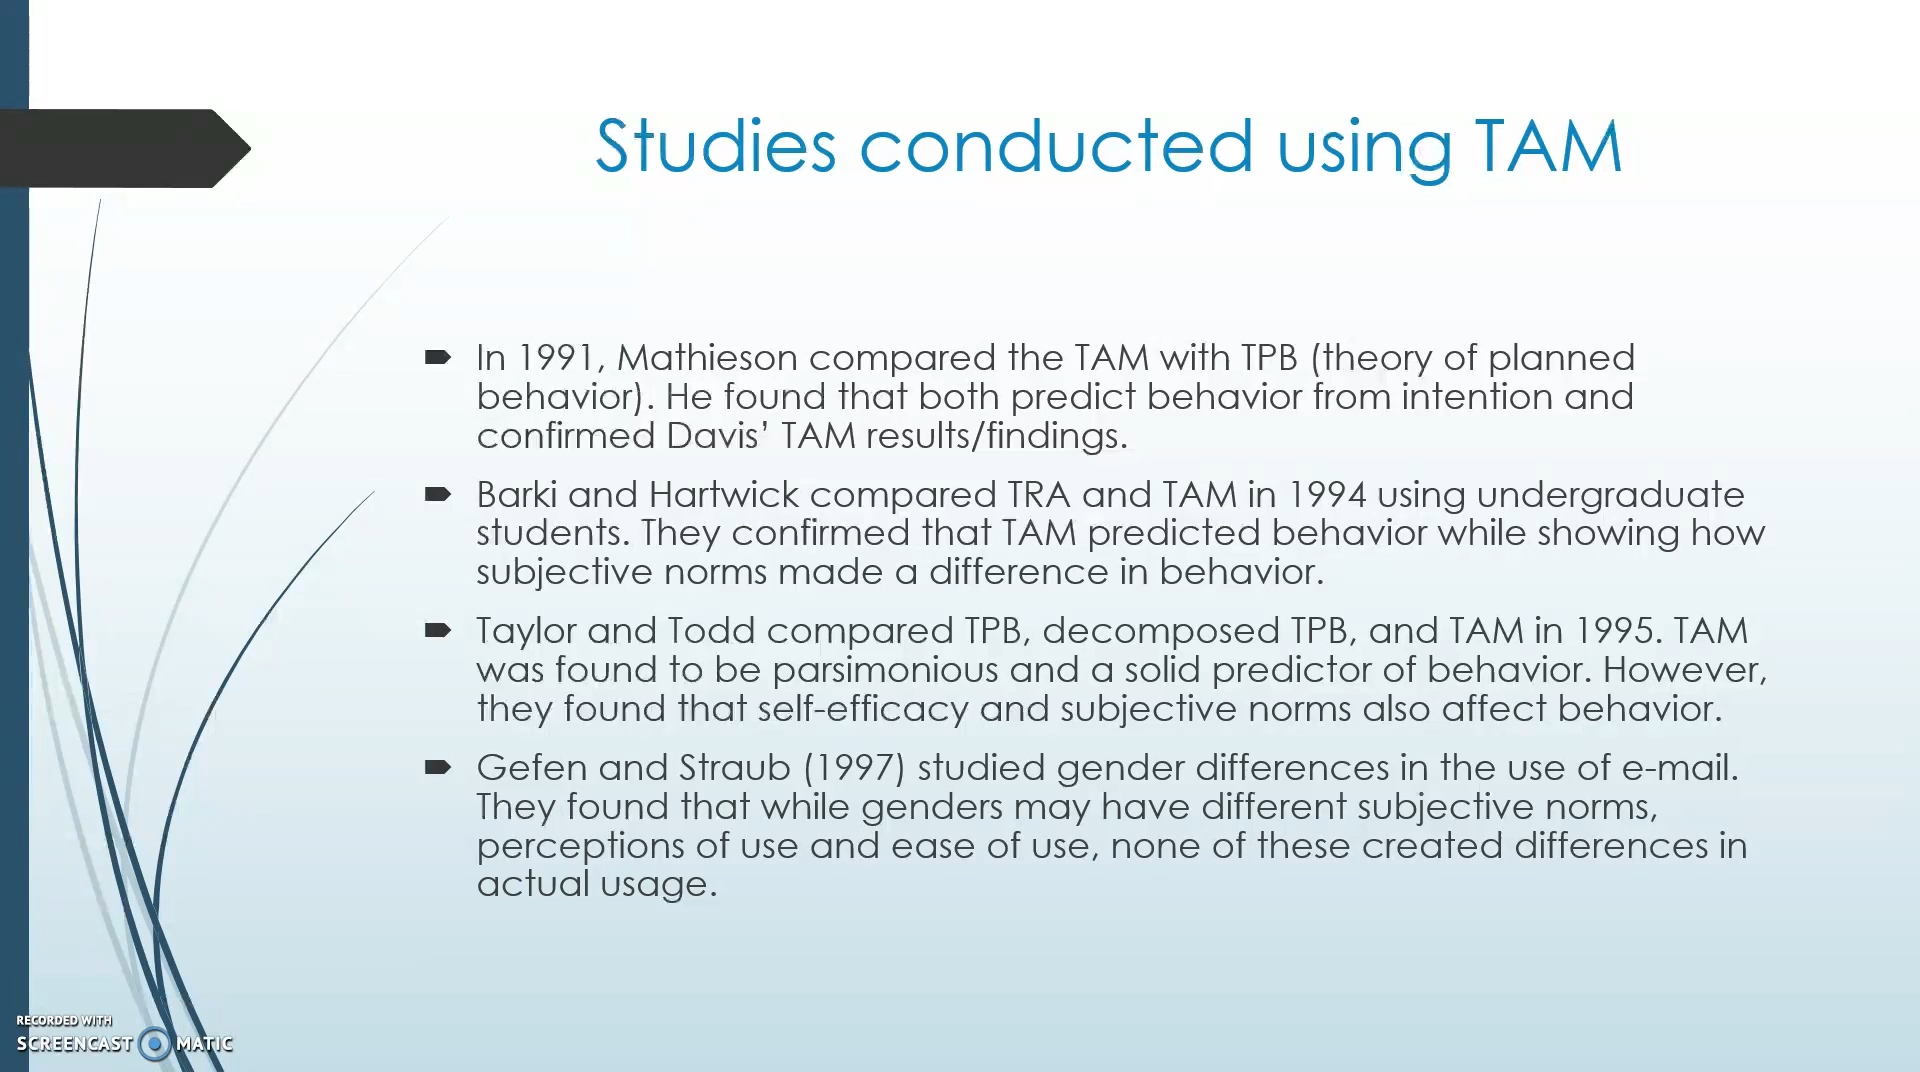 Studies conducted using TAM
In 1991, Mathieson compared the TAM with TPB (theory of planned
behavior). He found that both predict behavior from intention and
confirmed Davis’ TAM results/findings.
Barki and Hartwick compared TRA and TAM in 1994 using undergraduate
students. They confirmed that TAM predicted behavior while showing how
subjective norms made a difference in behavior.
Taylor and Todd compared TPB, decomposed TPB, and TAM in 1995. TAM
was found to be parsimonious and a solid predictor of behavior. However,
they found that self-efficacy and subjective norms also affect behavior.
Gefen and Straub (1997) studied gender differences in the use of e-mail.
They found that while genders may have different subjective norms,
perceptions of use and ease of use, none of these created differences in
actual usage.
RECORDED WITH
SCREENCAST MATIC